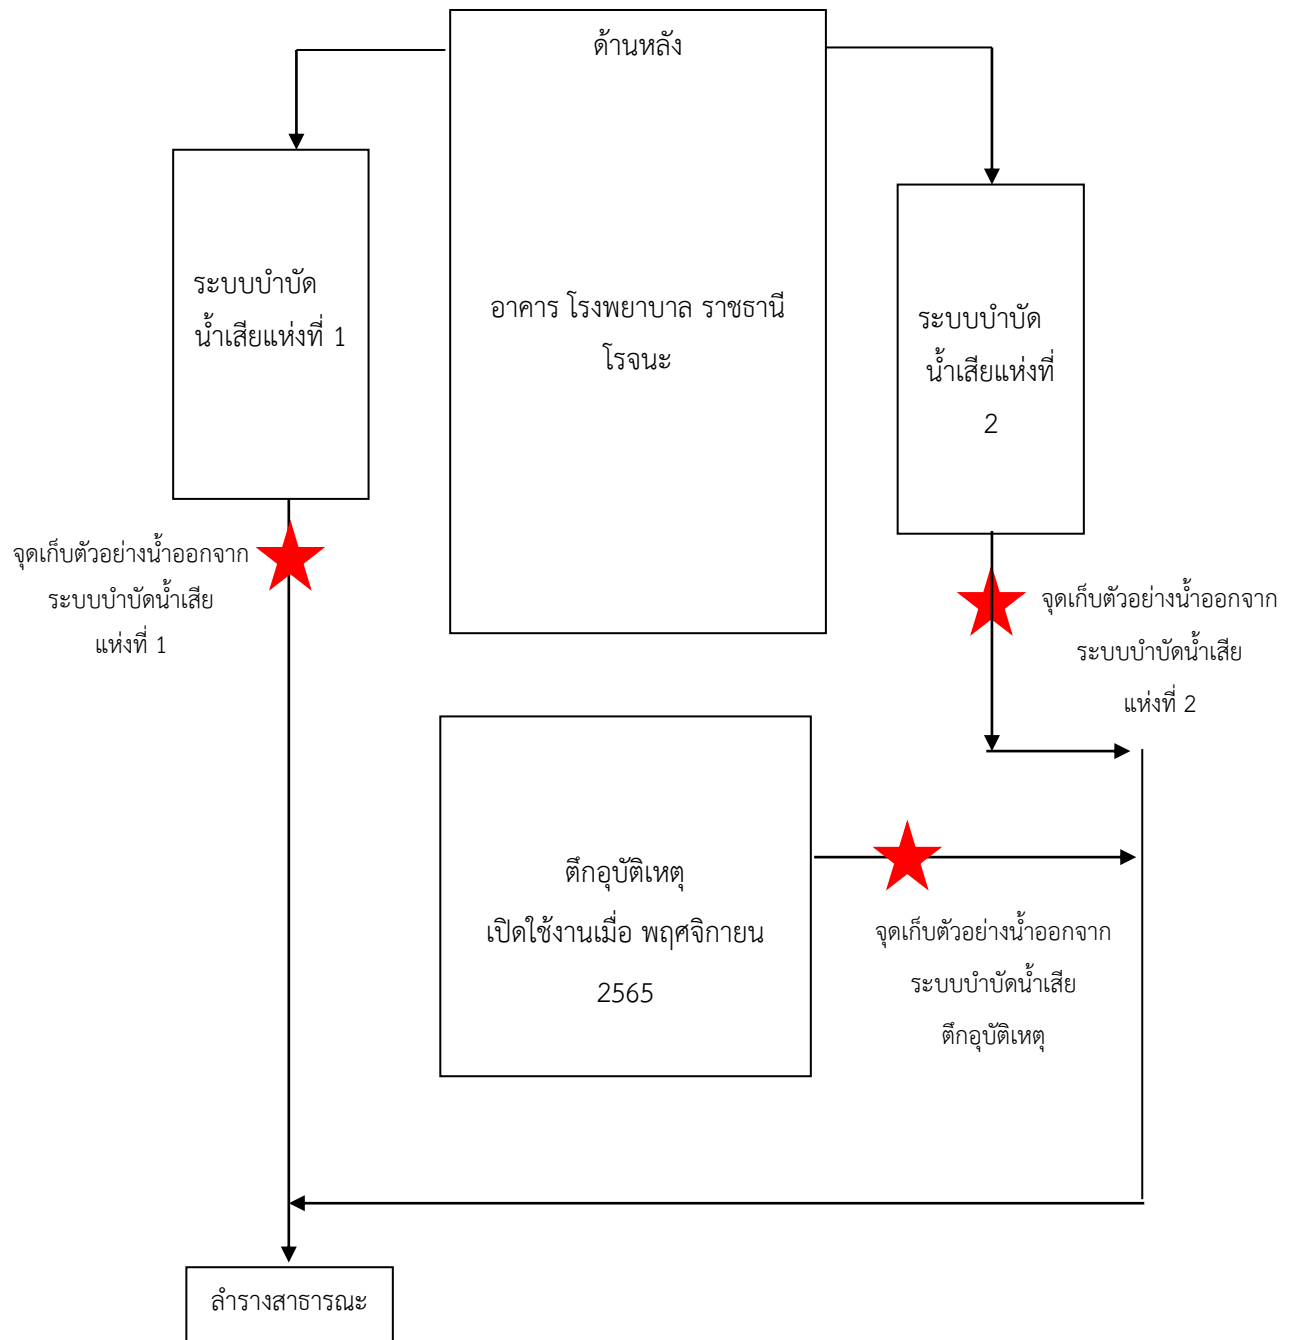 ด้านหลัง
ระบบบำบัด
น้ำเสียแห่งที่ 1
อาคาร โรงพยาบาล ราชธานี
โรจนะ
ระบบบำบัด
น้ำเสียแห่งที่
2
จุดเก็บตัวอย่างน้ำออกจาก
ระบบบำบัดน้ำเสีย
แห่งที่ 1
จุดเก็บตัวอย่างน้ำออกจาก
ระบบบำบัดน้ำเสีย
แห่งที่ 2
ตึกอุบัติเหตุ
เปิดใช้งานเมื่อ พฤศจิกายน
2565
จุดเก็บตัวอย่างน้ำออกจาก
ระบบบำบัดน้ำเสีย
ตึกอุบัติเหตุ
ลำรางสาธารณะ